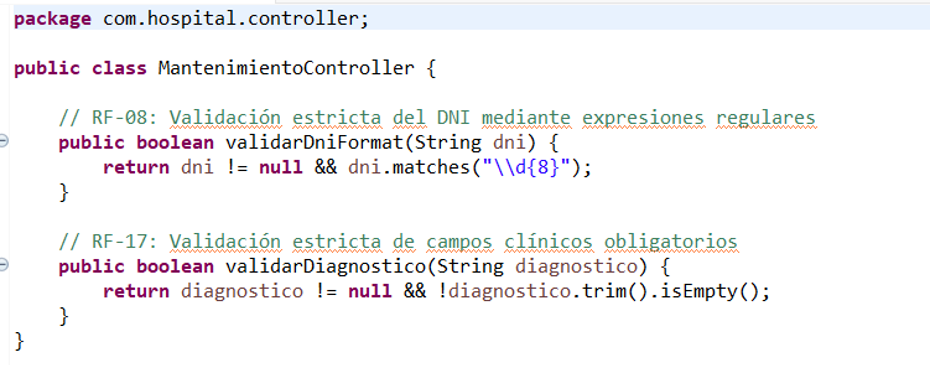 package com.hospital.controller;
public class MantenimientoController {
// RF-08: Validación estricta del DNI mediante expresiones regulares
public boolean validarDniFormat(String dni) {
return dni != null && dni.matches("\\d{8}");
}
// RF-17: Validación estricta de campos clínicos obligatorios
public boolean validarDiagnostico(String diagnostico) {
return diagnostico != null && !diagnostico.trim().isEmpty();
}
}